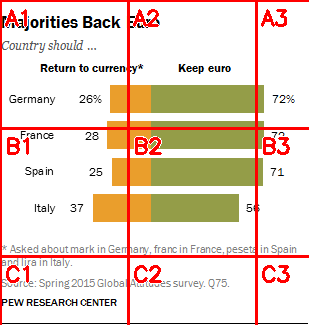 A1 A2 A3
Majorities Back Euro
Country should ...
Return to currency* Keep euro
Germany 26% 72%
France 28 72
B1 B2 B3
Spain 25 71
Italy 37 56
* Asked about mark in Germany, franc in France, peseta in Spain
and lira in Italy.
C1 C2 C3
Source: Spring 2015 Global Attitudes survey. Q75.
PEW RESEARCH CENTER